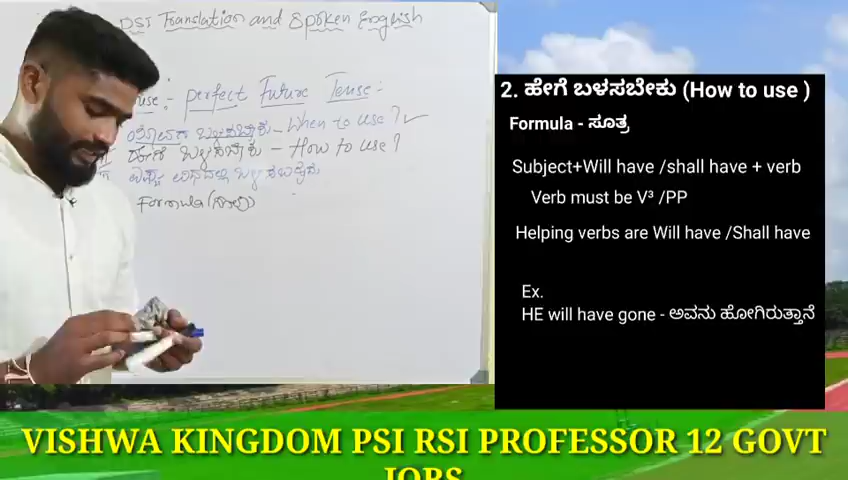 PSI Translation and Spoken English
use :- perfect Future Tense :-
ಯಾವಾಗ ಬಳಸಬೇಕು - When to use?
ಹೇಗೆ ಬಳಸಬೇಕು - How to use?
Formula (ಸೂತ್ರ)
2. ಹೇಗೆ ಬಳಸಬೇಕು (How to use )
Formula - ಸೂತ್ರ
Subject+Will have /shall have + verb
Verb must be V³ /PP
Helping verbs are Will have /Shall have
Ex.
HE will have gone - ಅವನು ಹೋಗಿರುತ್ತಾನೆ
VISHWA KINGDOM PSI RSI PROFESSOR 12 GOVT
JOBS